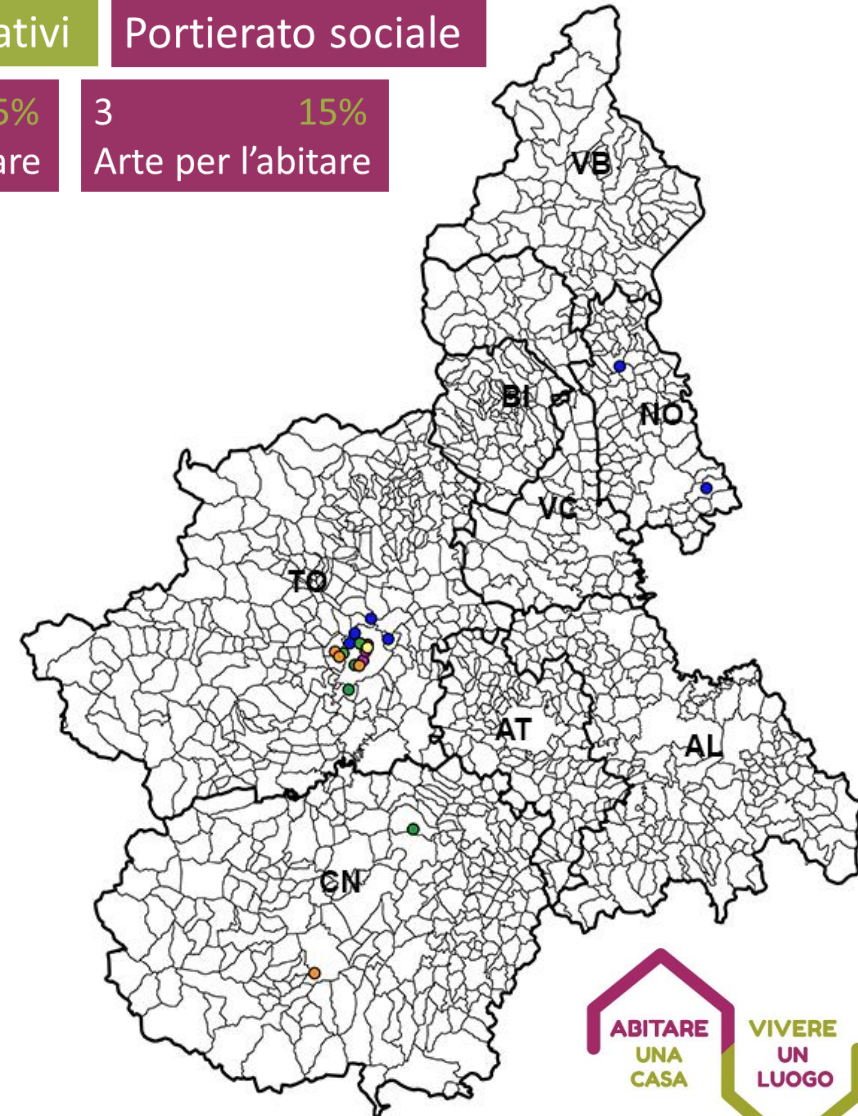 ativi Portierato sociale
5% 3 15%
are Arte per l’abitare
VB
BI
NO
VC
TO
AT
AL
CN
ABITARE
UNA
CASA
VIVERE
UN
LUOGO